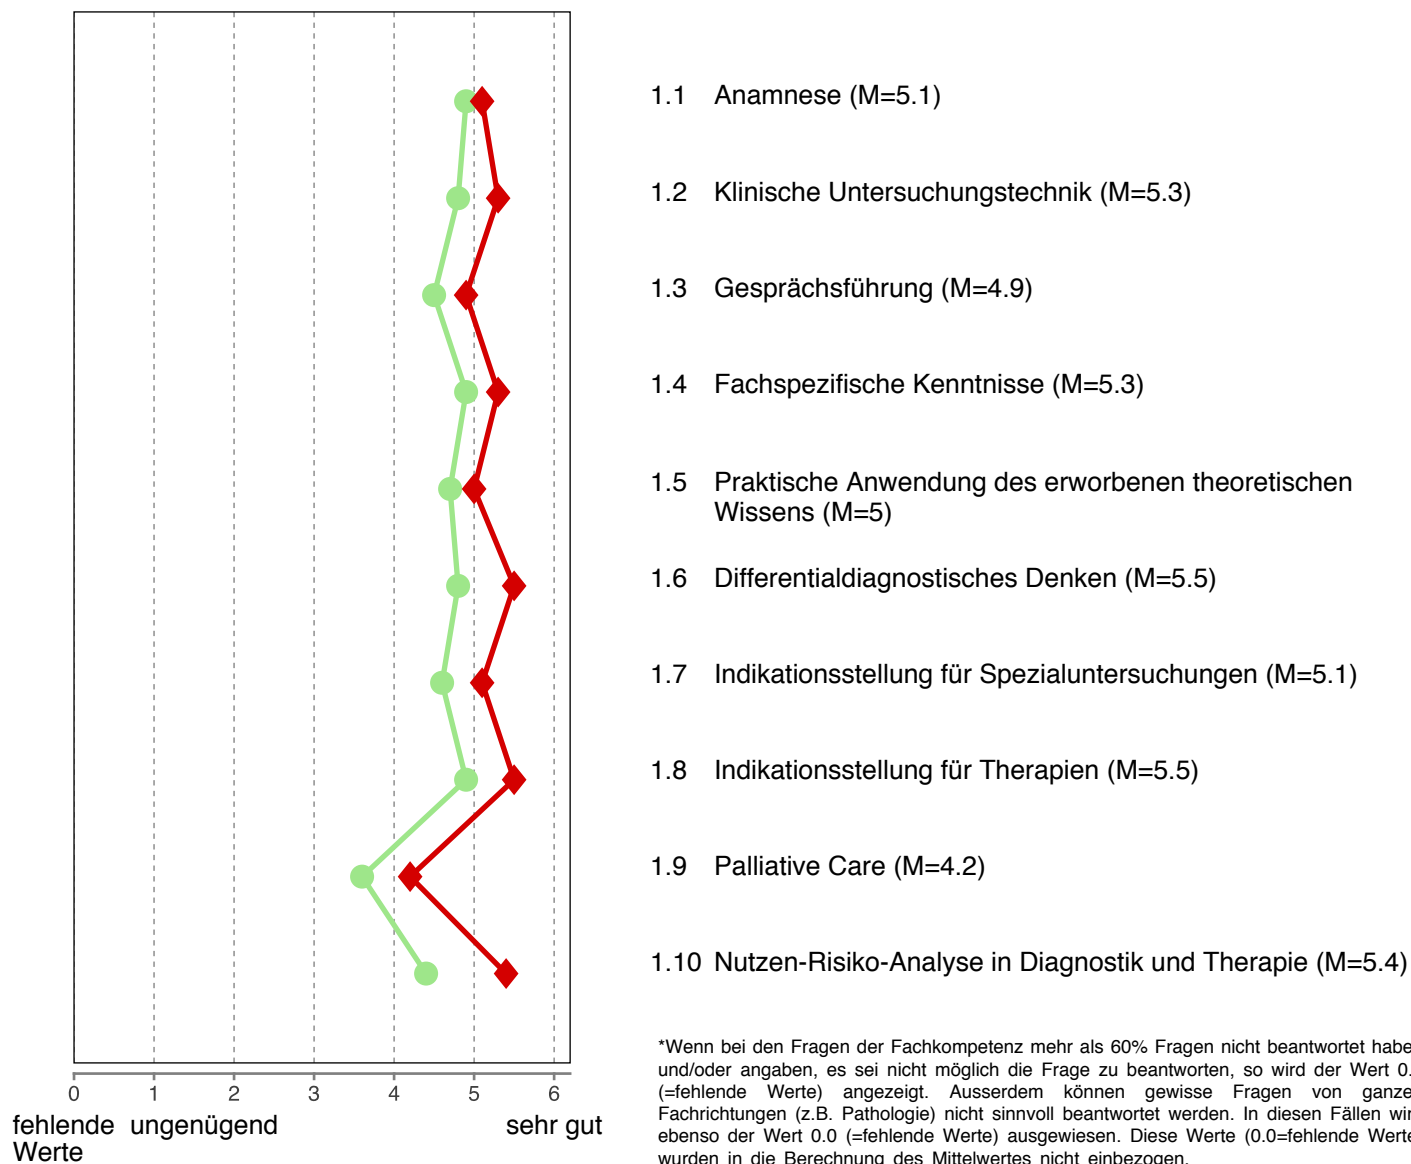 1.1 Anamnese (M=5.1)
1.2 Klinische Untersuchungstechnik (M=5.3)
1.3 Gesprächsführung (M=4.9)
1.4 Fachspezifische Kenntnisse (M=5.3)
1.5 Praktische Anwendung des erworbenen theoretischen
Wissens (M=5)
1.6 Differentialdiagnostisches Denken (M=5.5)
1.7 Indikationsstellung für Spezialuntersuchungen (M=5.1)
1.8 Indikationsstellung für Therapien (M=5.5)
1.9 Palliative Care (M=4.2)
1.10 Nutzen-Risiko-Analyse in Diagnostik und Therapie (M=5.4)
0 1 2 3 4 5 6
fehlende ungenügend sehr gut
Werte
*Wenn bei den Fragen der Fachkompetenz mehr als 60% Fragen nicht beantwortet habe
und/oder angaben, es sei nicht möglich die Frage zu beantworten, so wird der Wert 0.
(=fehlende Werte) angezeigt. Ausserdem können gewisse Fragen von ganze
Fachrichtungen (z.B. Pathologie) nicht sinnvoll beantwortet werden. In diesen Fällen wir
ebenso der Wert 0.0 (=fehlende Werte) ausgewiesen. Diese Werte (0.0=fehlende Werte
wurden in die Berechnung des Mittelwertes nicht einbezogen.